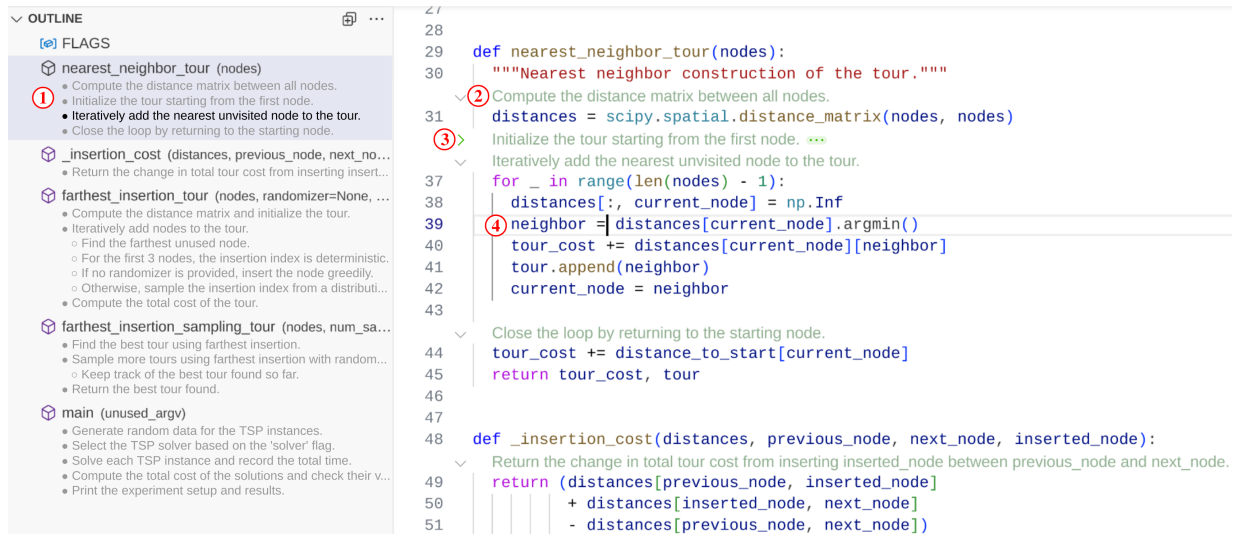 OUTLINE
FLAGS
nearest_neighbor_tour (nodes)
• Compute the distance matrix between all nodes.
• Initialize the tour starting from the first node.
1
• Iteratively add the nearest unvisited node to the tour.
• Close the loop by returning to the starting node.
_insertion_cost (distances, previous_node, next_no...
• Return the change in total tour cost from inserting insert...
farthest_insertion_tour (nodes, randomizer=None, ...
• Compute the distance matrix and initialize the tour.
• Iteratively add nodes to the tour.
○ Find the farthest unused node.
○ For the first 3 nodes, the insertion index is deterministic.
○ If no randomizer is provided, insert the node greedily.
○ Otherwise, sample the insertion index from a distributi...
• Compute the total cost of the tour.
farthest_insertion_sampling_tour (nodes, num_sa...
• Find the best tour using farthest insertion.
• Sample more tours using farthest insertion with random...
○ Keep track of the best tour found so far.
• Return the best tour found.
main (unused_argv)
• Generate random data for the TSP instances.
• Select the TSP solver based on the 'solver' flag.
• Solve each TSP instance and record the total time.
• Compute the total cost of the solutions and check their v...
• Print the experiment setup and results.
27
28
29 def nearest_neighbor_tour(nodes):
30 """Nearest neighbor construction of the tour."""
2 Compute the distance matrix between all nodes.
31 distances = scipy.spatial.distance_matrix(nodes, nodes)
3 Initialize the tour starting from the first node. ...
Iteratively add the nearest unvisited node to the tour.
37 for _ in range(len(nodes) - 1):
38 distances[:, current_node] = np.Inf
39 4 neighbor = distances[current_node].argmin()
40 tour_cost += distances[current_node][neighbor]
41 tour.append(neighbor)
42 current_node = neighbor
43
Close the loop by returning to the starting node.
44 tour_cost += distance_to_start[current_node]
45 return tour_cost, tour
46
47
48 def _insertion_cost(distances, previous_node, next_node, inserted_node):
Return the change in total tour cost from inserting inserted_node between previous_node and next_node.
49 return (distances[previous_node, inserted_node]
50 + distances[inserted_node, next_node]
51 - distances[previous_node, next_node])